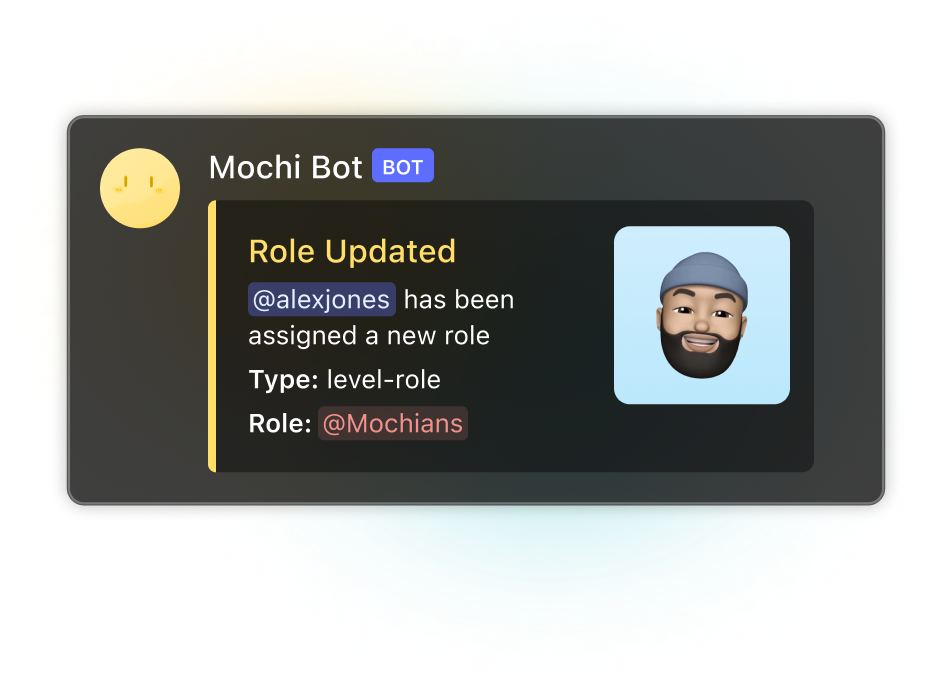 Mochi Bot BOT
Role Updated
@alexjones has been
assigned a new role
Type: level-role
Role: @Mochians